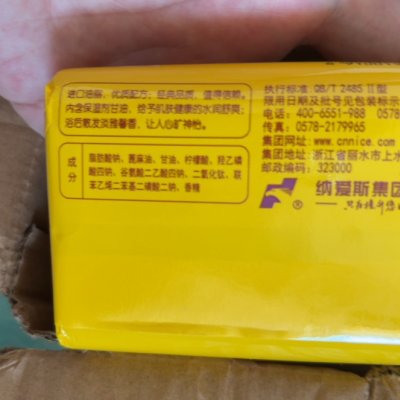 进口油脂，优质配方；经典品质，值得信赖。
内含保湿剂甘油，给予肌肤健康的水润舒爽；
浴后散发淡雅馨香，让人心旷神怡。
成分
脂肪酸钠、蓖麻油、甘油、柠檬酸、羟乙磷
酸四钠、谷氨酸二乙酸四钠、二氧化钛、联
苯乙烯二苯基二磺酸二钠、香精
执行标准：QB/T 2485 Ⅱ型
限用日期及批号见包装标示
电话：400-6551-988 0578
传真：0578-2179965
集团网址：www.cnnice.com
集团地址：浙江省丽水市上水
邮政编码：323000
纳爱斯集团
®